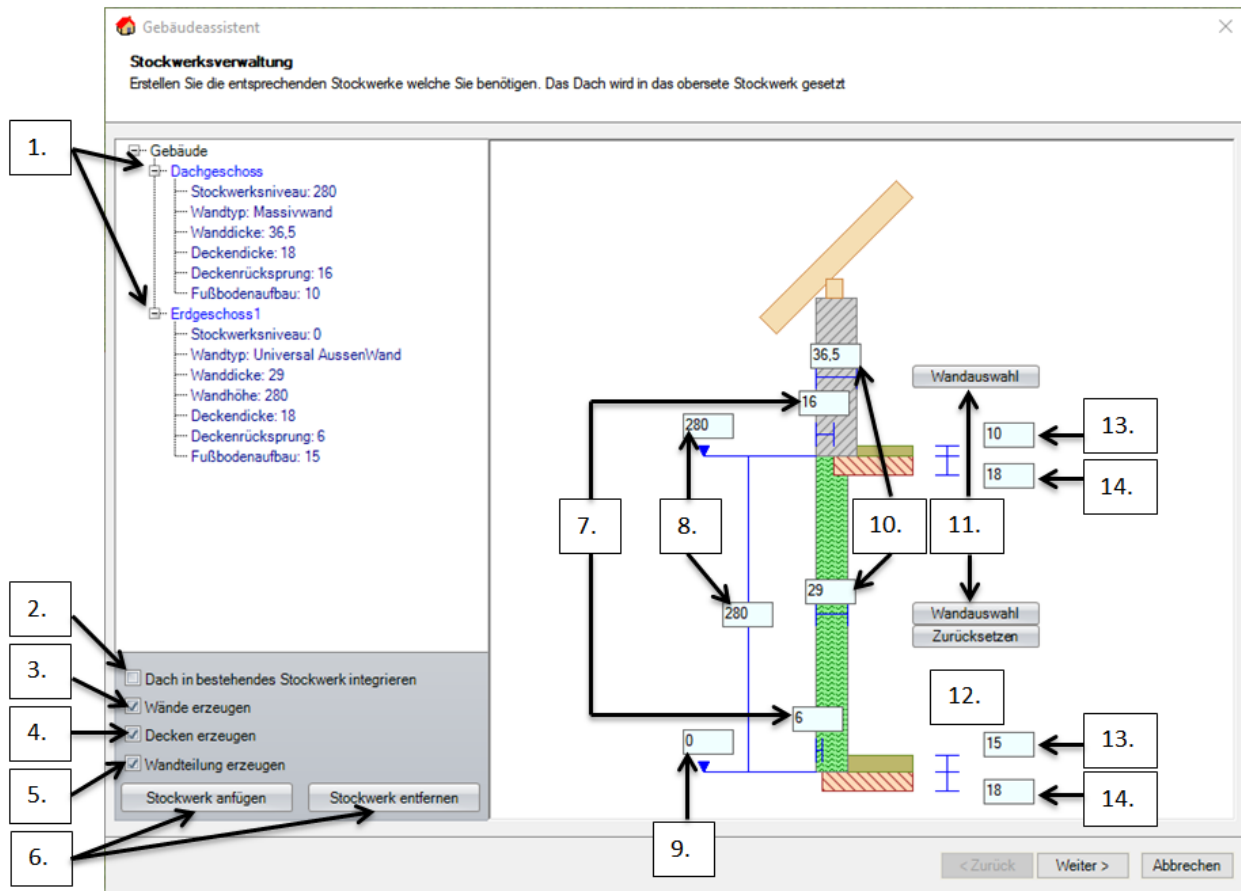 Gebäudeassistent
Stockwerksverwaltung
Erstellen Sie die entsprechenden Stockwerke welche Sie benötigen. Das Dach wird in das obersete Stockwerk gesetzt
1.
Gebäude
Dachgeschoss
Stockwerksniveau: 280
Wandtyp: Massivwand
Wanddicke: 36,5
Deckendicke: 18
Deckenrücksprung: 16
Fußbodenaufbau: 10
Erdgeschoss1
Stockwerksniveau: 0
Wandtyp: Universal AussenWand
Wanddicke: 29
Wandhöhe: 280
Deckendicke: 18
Deckenrücksprung: 6
Fußbodenaufbau: 15
2.
Dach in bestehendes Stockwerk integrieren
3.
Wände erzeugen
4.
Decken erzeugen
5.
Wandteilung erzeugen
Stockwerk anfügen
Stockwerk entfernen
6.
36,5
Wandauswahl
16
280
10
13.
18
14.
7.
8.
10.
11.
29
280
Wandauswahl
Zurücksetzen
12.
6
0
15
13.
18
14.
9.
< Zurück
Weiter >
Abbrechen